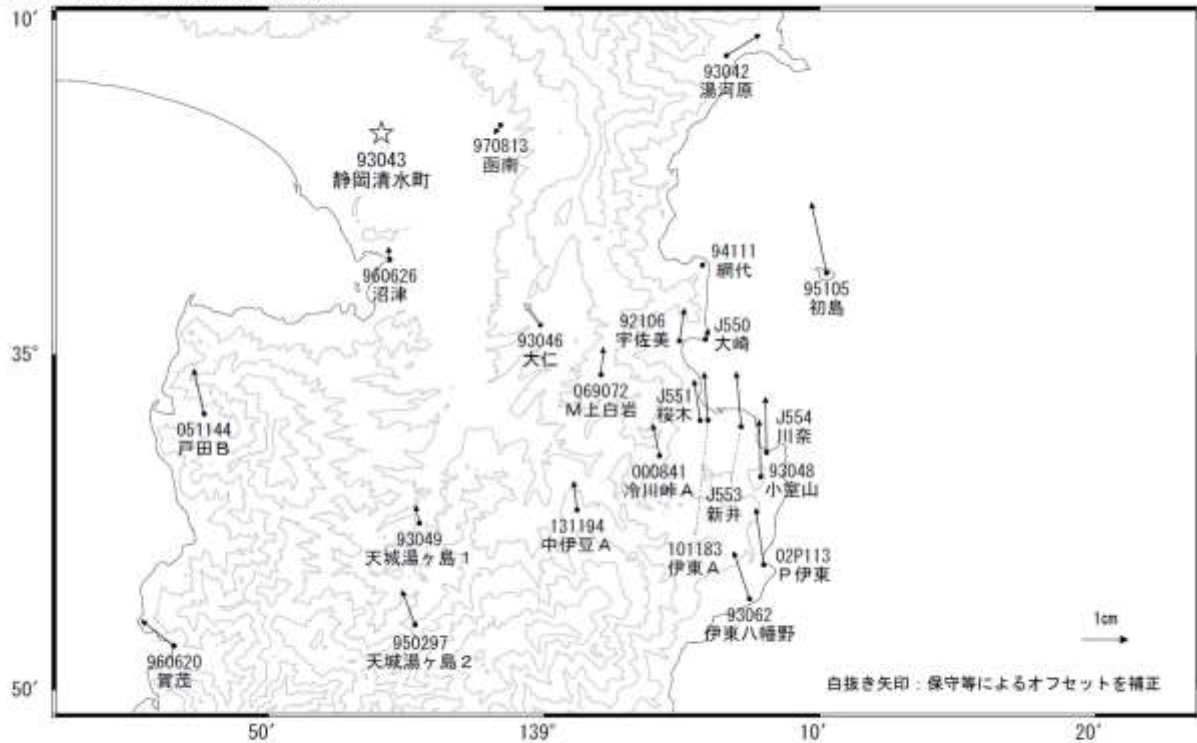 10′
93042
湯河原
970813
函南
93043
静岡清水町
94111
網代
960626
沼津
95105
初島
92106
宇佐美
J550
大崎
93046
大仁
35°
069072
M上白岩
J551
桜木
J554
川奈
051144
戸田B
000841
冷川峠A
93048
小室山
J553
新井
131194
中伊豆A
93049
天城湯ヶ島1
101183
伊東A
02P113
P伊東
93062
伊東八幡野
1cm
950297
天城湯ヶ島2
960620
賀茂
自抜き矢印：保守等によるオフセットを補正
50′
50′
139°
10′
20′